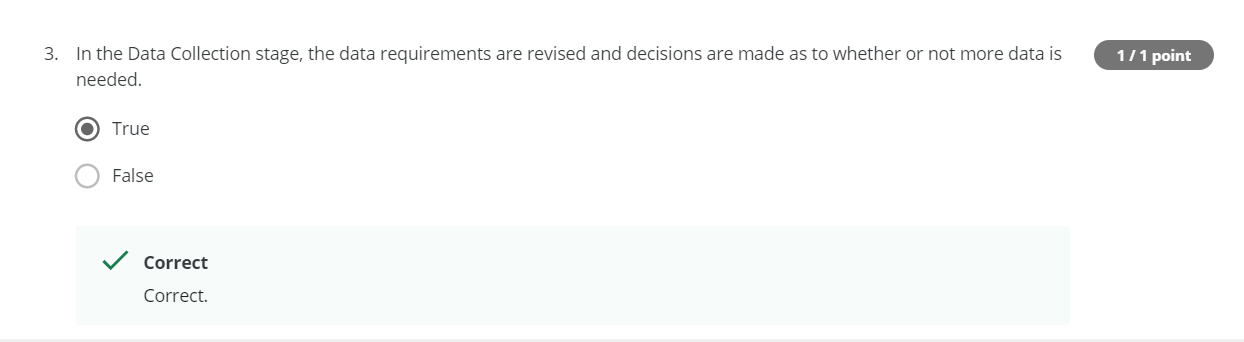 3. In the Data Collection stage, the data requirements are revised and decisions are made as to whether or not more data is
1 / 1 point
needed.
True
False
Correct
Correct.